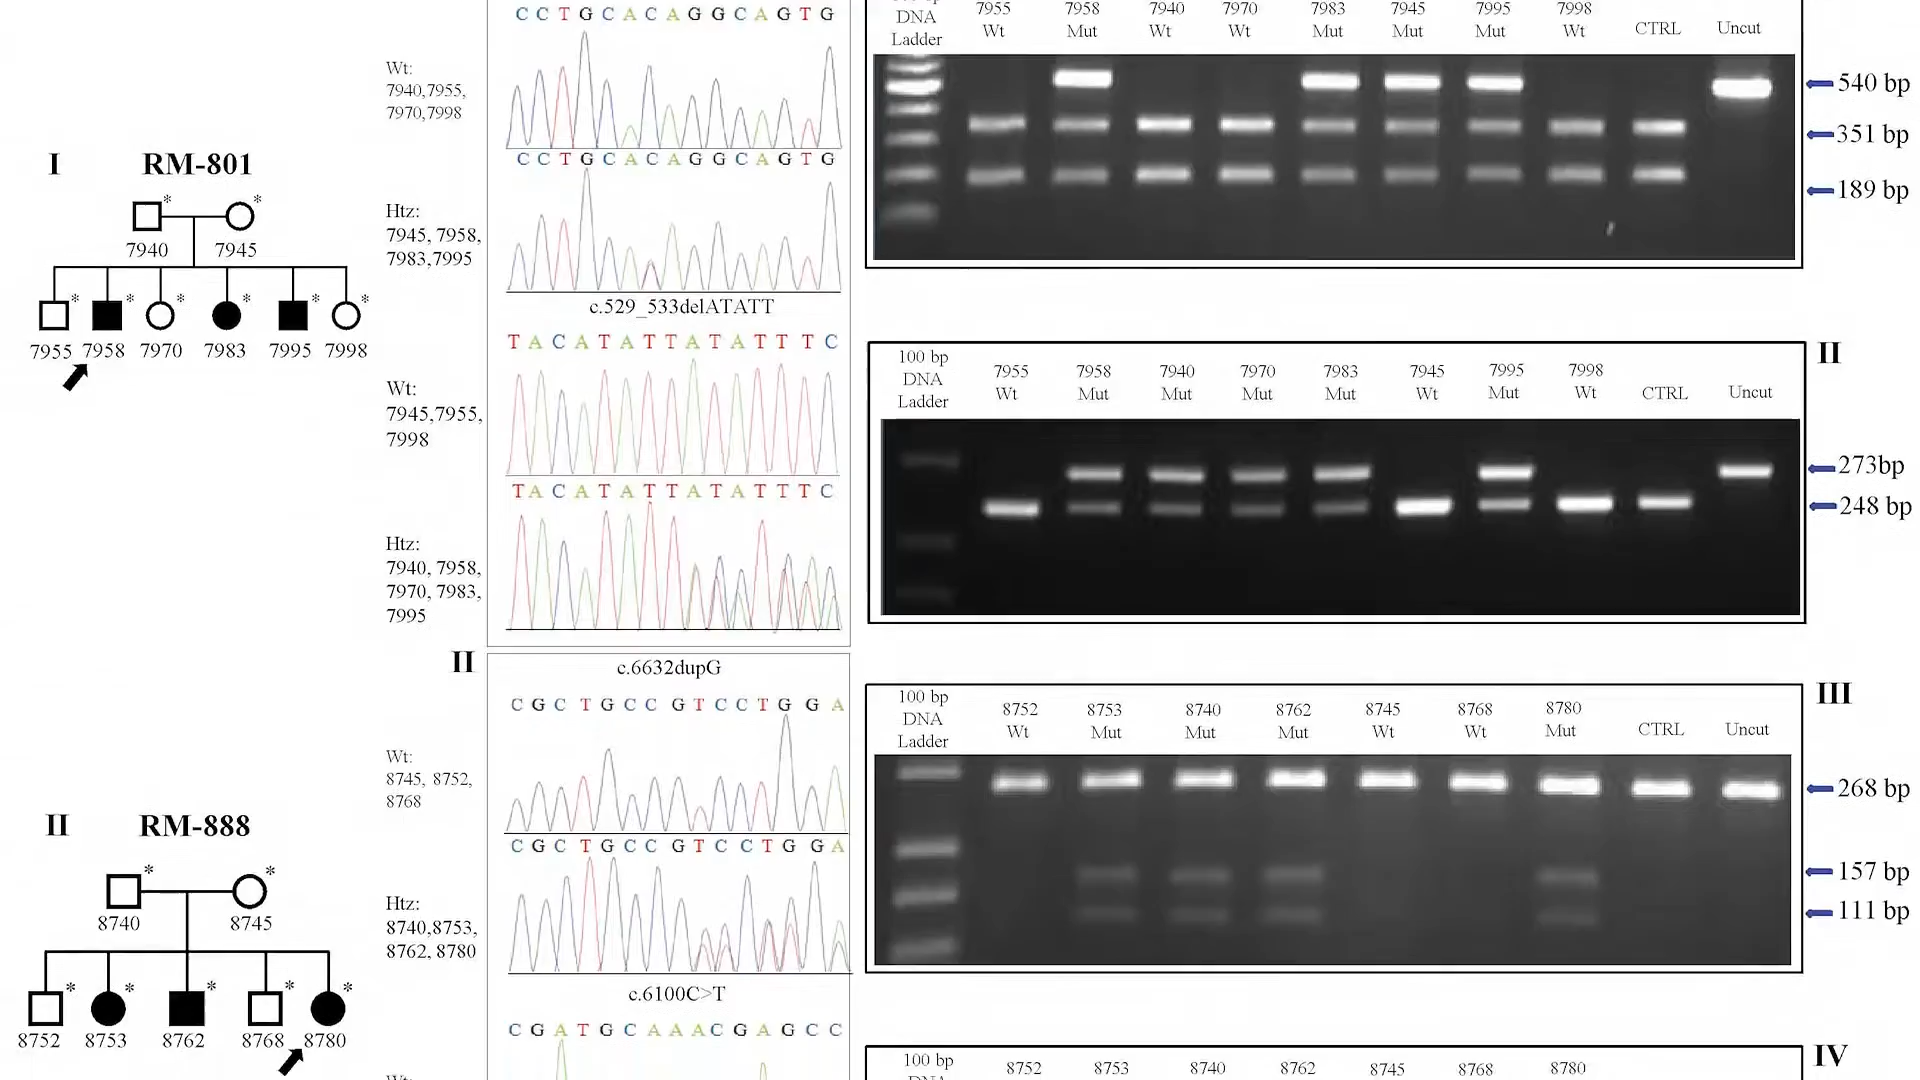 I RM-801
* *
7940 7945
* * * * * *
7955 7958 7970 7983 7995 7998
II RM-888
* *
8740 8745
* * * * *
8752 8753 8762 8768 8780
C C T G C A C A G G C A G T G
Wt:
7940,7955,
7970,7998
C C T G C A C A G G C A G T G
Htz:
7945, 7958,
7983,7995
c.529_533delATATT
T A C A T A T T A T A T T T C
Wt:
7945,7955,
7998
T A C A T A T T A T A T T T C
Htz:
7940, 7958,
7970, 7983,
7995
II
c.6632dupG
C G C T G C C G T C C T G G A
Wt:
8745, 8752,
8768
C G C T G C C G T C C T G G A
Htz:
8740,8753,
8762, 8780
c.6100C>T
C G A T G C A A A C G A G C C
Wt:
DNA
Ladder
7955 7958 7940 7970 7983 7945 7995 7998
Wt Mut Wt Wt Mut Mut Mut Wt CTRL Uncut
540 bp
351 bp
189 bp
II
100 bp
DNA
Ladder
7955 7958 7940 7970 7983 7945 7995 7998
Wt Mut Mut Mut Mut Wt Mut Wt CTRL Uncut
273bp
248 bp
III
100 bp
DNA
Ladder
8752 8753 8740 8762 8745 8768 8780
Wt Mut Mut Mut Wt Wt Mut CTRL Uncut
268 bp
157 bp
111 bp
IV
100 bp
DNA
8752 8753 8740 8762 8745 8768 8780